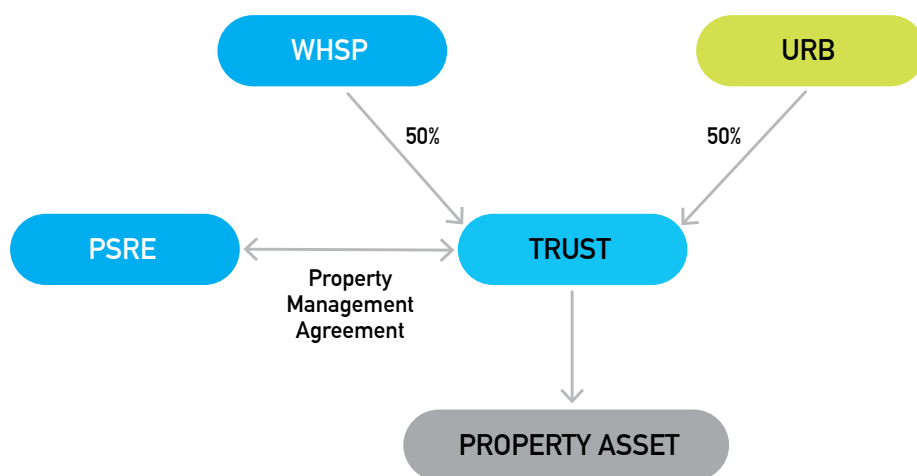 WHSP
URB
50%
50%
PSRE
TRUST
Property
Management
Agreement
PROPERTY ASSET